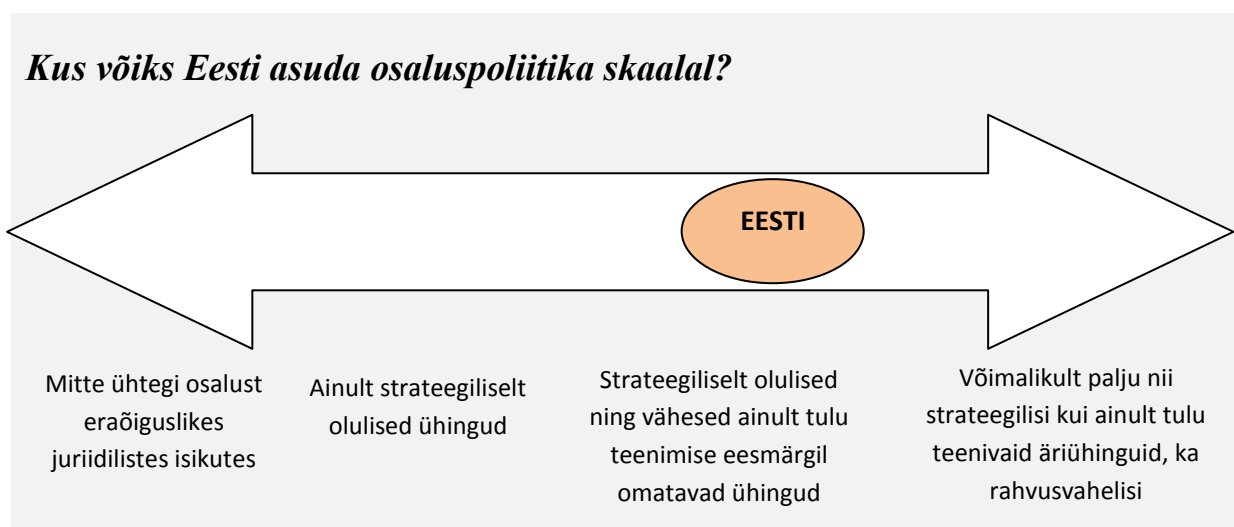 Kus võiks Eesti asuda osaluspoliitika skaalal?
EESTI
Mitte ühtegi osalust
eraõiguslikes
juriidilistes isikutes
Ainult strateegiliselt
olulised ühingud
Strateegiliselt olulised
ning vähesed ainult tulu
teenimise eesmärgil
omatavad ühingud
Võimalikult palju nii
strateegilisi kui ainult tulu
teenivaid äriühinguid, ka
rahvusvahelisi